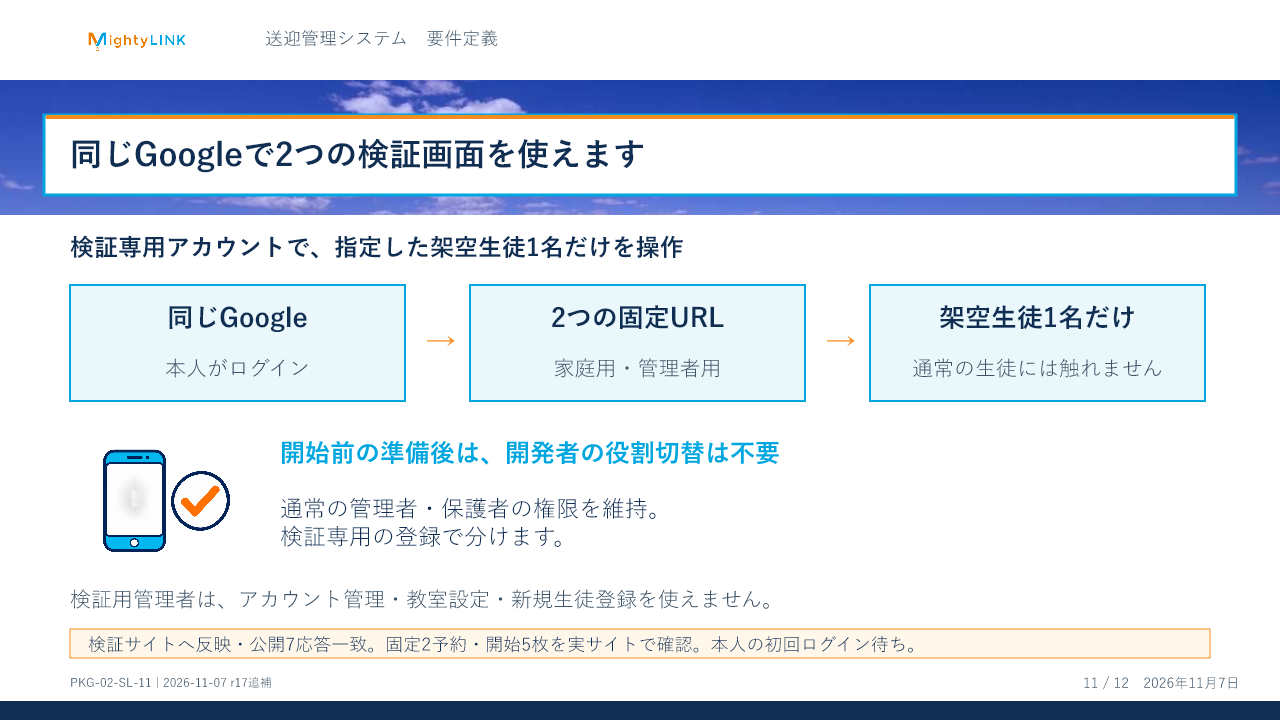 MightyLINK
送迎管理システム　要件定義
同じGoogleで2つの検証画面を使えます
検証専用アカウントで、指定した架空生徒1名だけを操作
同じGoogle
本人がログイン
→
2つの固定URL
家庭用・管理者用
→
架空生徒1名だけ
通常の生徒には触れません
開始前の準備後は、開発者の役割切替は不要
通常の管理者・保護者の権限を維持。
検証専用の登録で分けます。
検証用管理者は、アカウント管理・教室設定・新規生徒登録を使えません。
検証サイトへ反映・公開7応答一致。固定2予約・開始5枚を実サイトで確認。本人の初回ログイン待ち。
PKG-02-SL-11 | 2026-11-07 r17追補
11 / 12　2026年11月7日